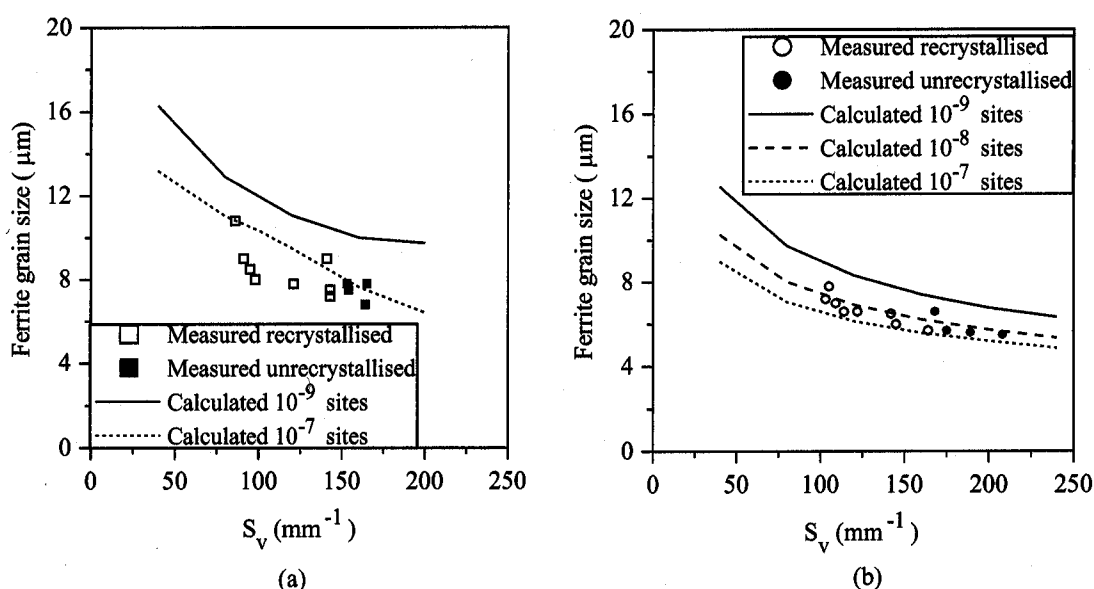 20
16
12
8
4
0
Ferrite grain size ( μm)
Measured recrystallised
Measured unrecrystallised
Calculated 10⁻⁹ sites
Calculated 10⁻⁷ sites
0 50 100 150 200 250
Sᵥ (mm⁻¹)
(a)
20
16
12
8
4
0
Ferrite grain size ( μm)
Measured recrystallised
Measured unrecrystallised
Calculated 10⁻⁹ sites
Calculated 10⁻⁸ sites
Calculated 10⁻⁷ sites
0 50 100 150 200 250
Sᵥ (mm⁻¹)
(b)